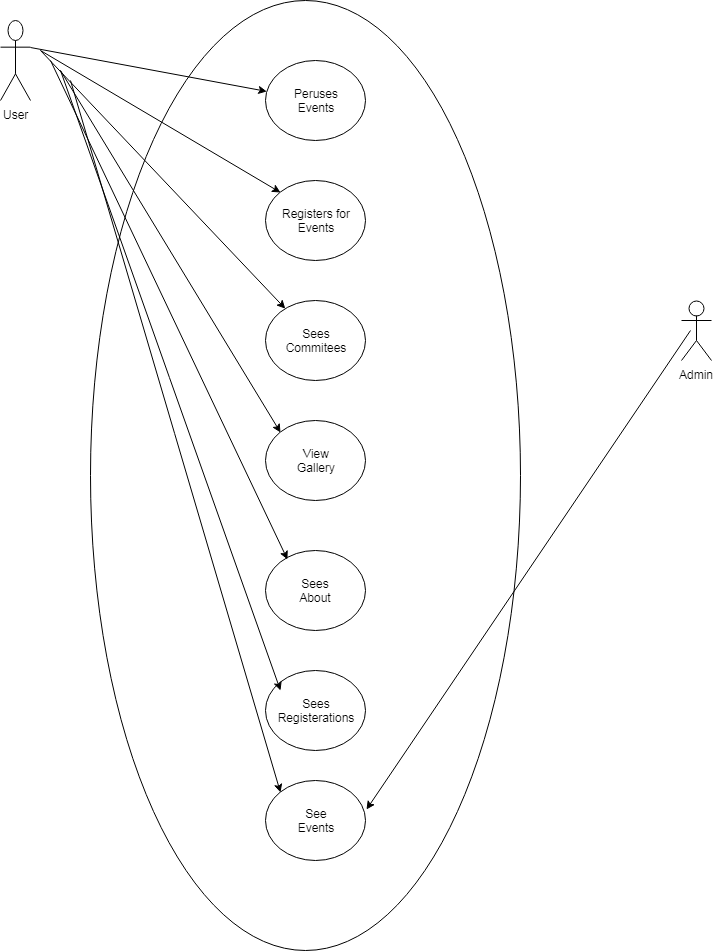 User
Peruses
Events
Registers for
Events
Sees
Commitees
Admin
View
Gallery
Sees
About
Sees
Registerations
See
Events